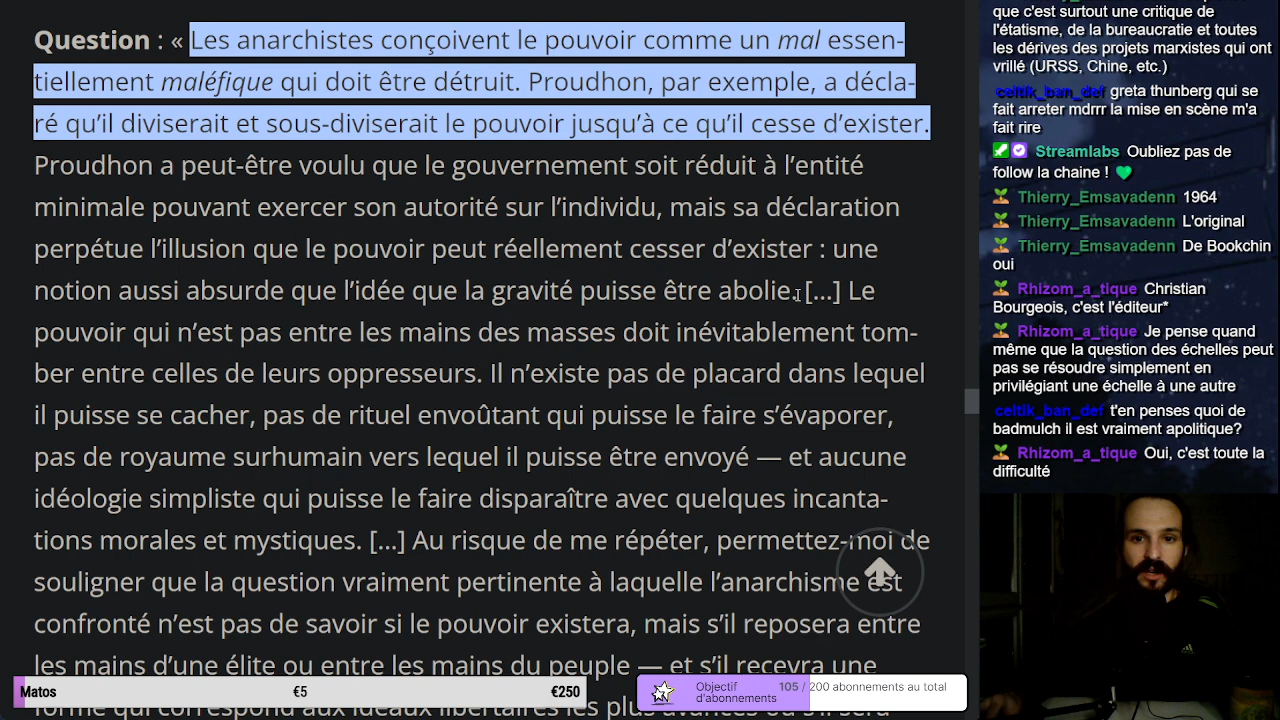 Question : « Les anarchistes conçoivent le pouvoir comme un mal essen-
tiellement maléfique qui doit être détruit. Proudhon, par exemple, a décla-
ré qu’il diviserait et sous-diviserait le pouvoir jusqu’à ce qu’il cesse d’exister.
Proudhon a peut-être voulu que le gouvernement soit réduit à l’entité
minimale pouvant exercer son autorité sur l’individu, mais sa déclaration
perpétue l’illusion que le pouvoir peut réellement cesser d’exister : une
notion aussi absurde que l’idée que la gravité puisse être abolie. [...] Le
pouvoir qui n’est pas entre les mains des masses doit inévitablement tom-
ber entre celles de leurs oppresseurs. Il n’existe pas de placard dans lequel
il puisse se cacher, pas de rituel envoûtant qui puisse le faire s’évaporer,
pas de royaume surhumain vers lequel il puisse être envoyé — et aucune
idéologie simpliste qui puisse le faire disparaître avec quelques incanta-
tions morales et mystiques. [...] Au risque de me répéter, permettez-moi de
souligner que la question vraiment pertinente à laquelle l’anarchisme est
confronté n’est pas de savoir si le pouvoir existera, mais s’il reposera entre
les mains d’une élite ou entre les mains du peuple — et s’il recevra une
Matos €5 €250
Objectif d'abonnements 105 / 200 abonnements au total
que c'est surtout une critique de
l'étatisme, de la bureaucratie et toutes
les dérives des projets marxistes qui ont
vrillé (URSS, Chine, etc.)
celtik_ban_def greta thunberg qui se
fait arreter mdrrr la mise en scène m'a
fait rire
Streamlabs Oubliez pas de
follow la chaine !
Thierry_Emsavadenn 1964
Thierry_Emsavadenn L'original
Thierry_Emsavadenn De Bookchin
oui
Rhizom_a_tique Christian
Bourgeois, c'est l'éditeur*
Rhizom_a_tique Je pense quand
même que la question des échelles peut
pas se résoudre simplement en
privilégiant une échelle à une autre
celtik_ban_def t'en penses quoi de
badmulch il est vraiment apolitique?
Rhizom_a_tique Oui, c'est toute la
difficulté